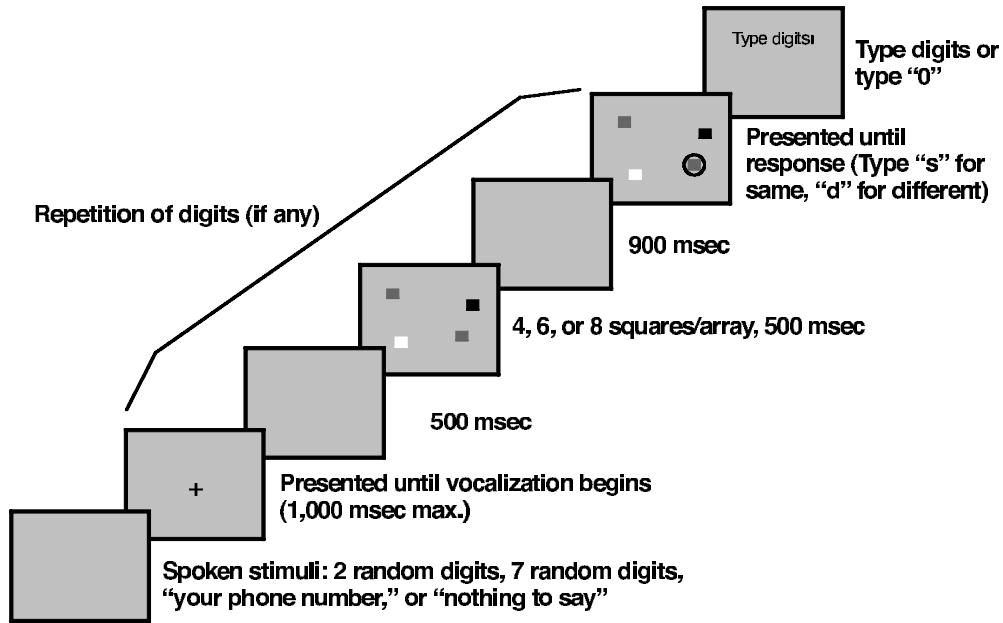 Type digits:
Type digits or
type “0”
Presented until
response (Type “s” for
same, “d” for different)
Repetition of digits (if any)
900 msec
4, 6, or 8 squares/array, 500 msec
500 msec
+
Presented until vocalization begins
(1,000 msec max.)
Spoken stimuli: 2 random digits, 7 random digits,
“your phone number,” or “nothing to say”